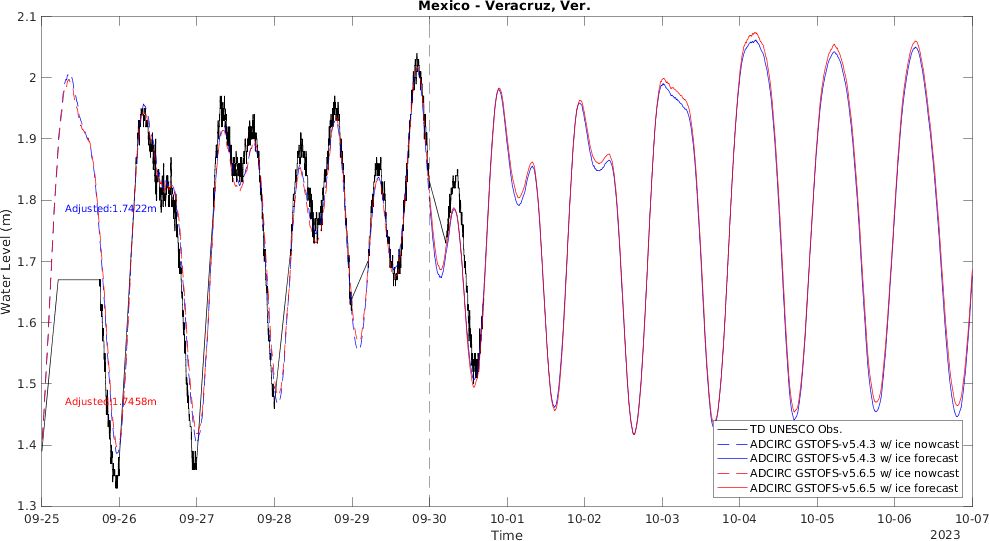 Mexico - Veracruz, Ver.
2.1
2
1.9
1.8
1.7
1.6
1.5
1.4
1.3
Water Level (m)
Adjusted:1.7422m
Adjusted:1.7458m
TD UNESCO Obs.
ADCIRC GSTOFS-v5.4.3 w/ ice nowcast
ADCIRC GSTOFS-v5.4.3 w/ ice forecast
ADCIRC GSTOFS-v5.6.5 w/ ice nowcast
ADCIRC GSTOFS-v5.6.5 w/ ice forecast
09-25 09-26 09-27 09-28 09-29 09-30 10-01 10-02 10-03 10-04 10-05 10-06 10-07
Time
2023